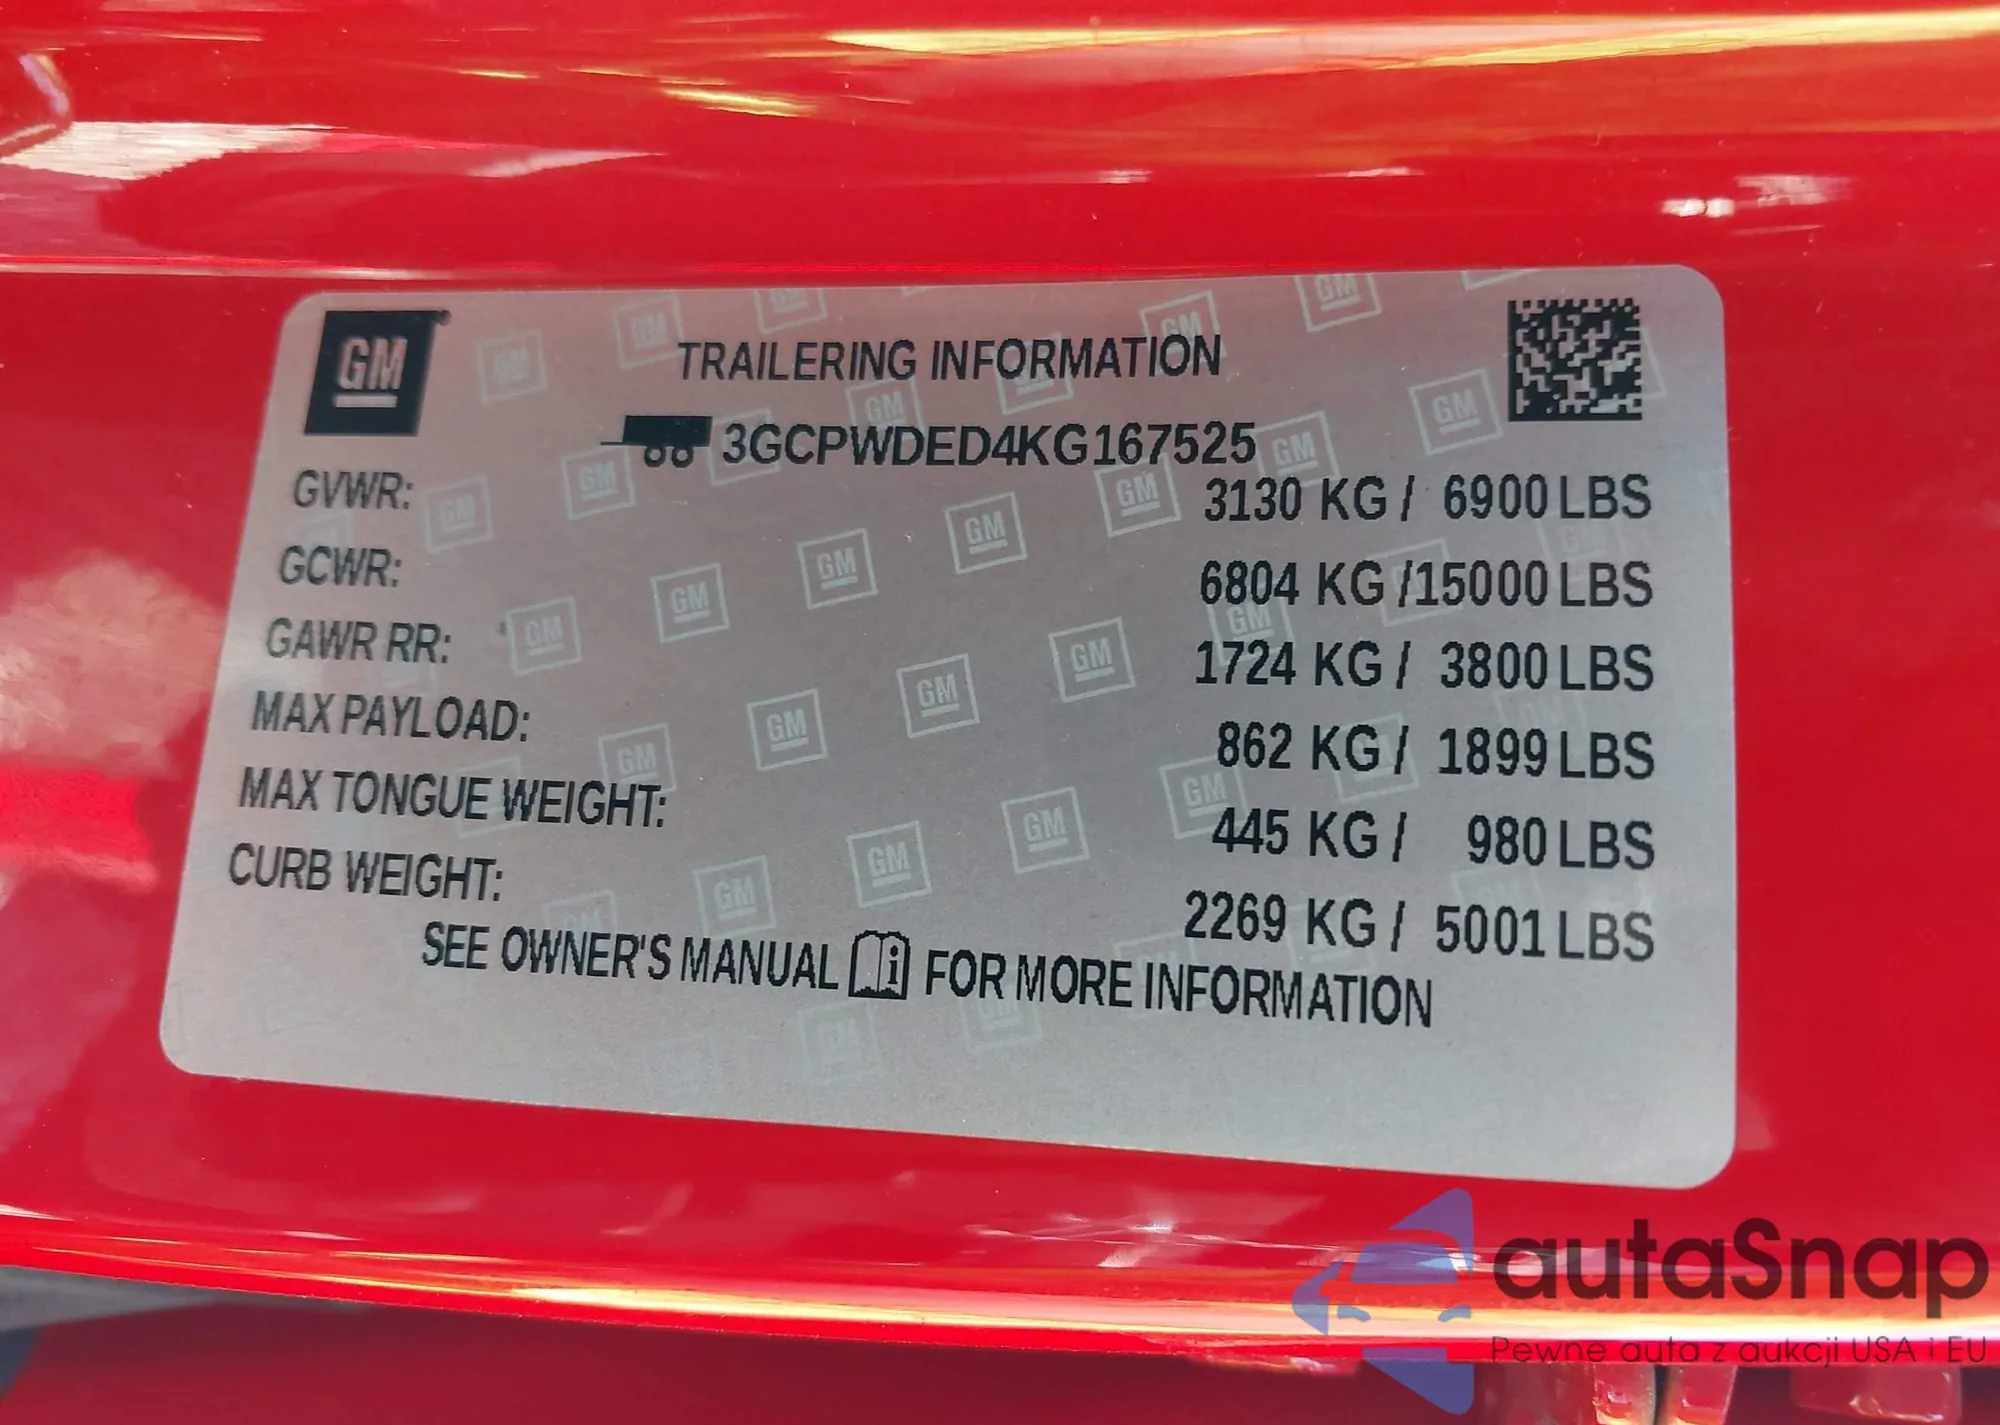 GM
TRAILERING INFORMATION
3GCPWDED4KG167525
GVWR: 3130 KG / 6900 LBS
GCWR: 6804 KG /15000 LBS
GAWR RR: 1724 KG / 3800 LBS
MAX PAYLOAD: 862 KG / 1899 LBS
MAX TONGUE WEIGHT: 445 KG / 980 LBS
CURB WEIGHT: 2269 KG / 5001 LBS
SEE OWNER'S MANUAL FOR MORE INFORMATION
autaSnap
Pewne auta z aukcji USA i EU